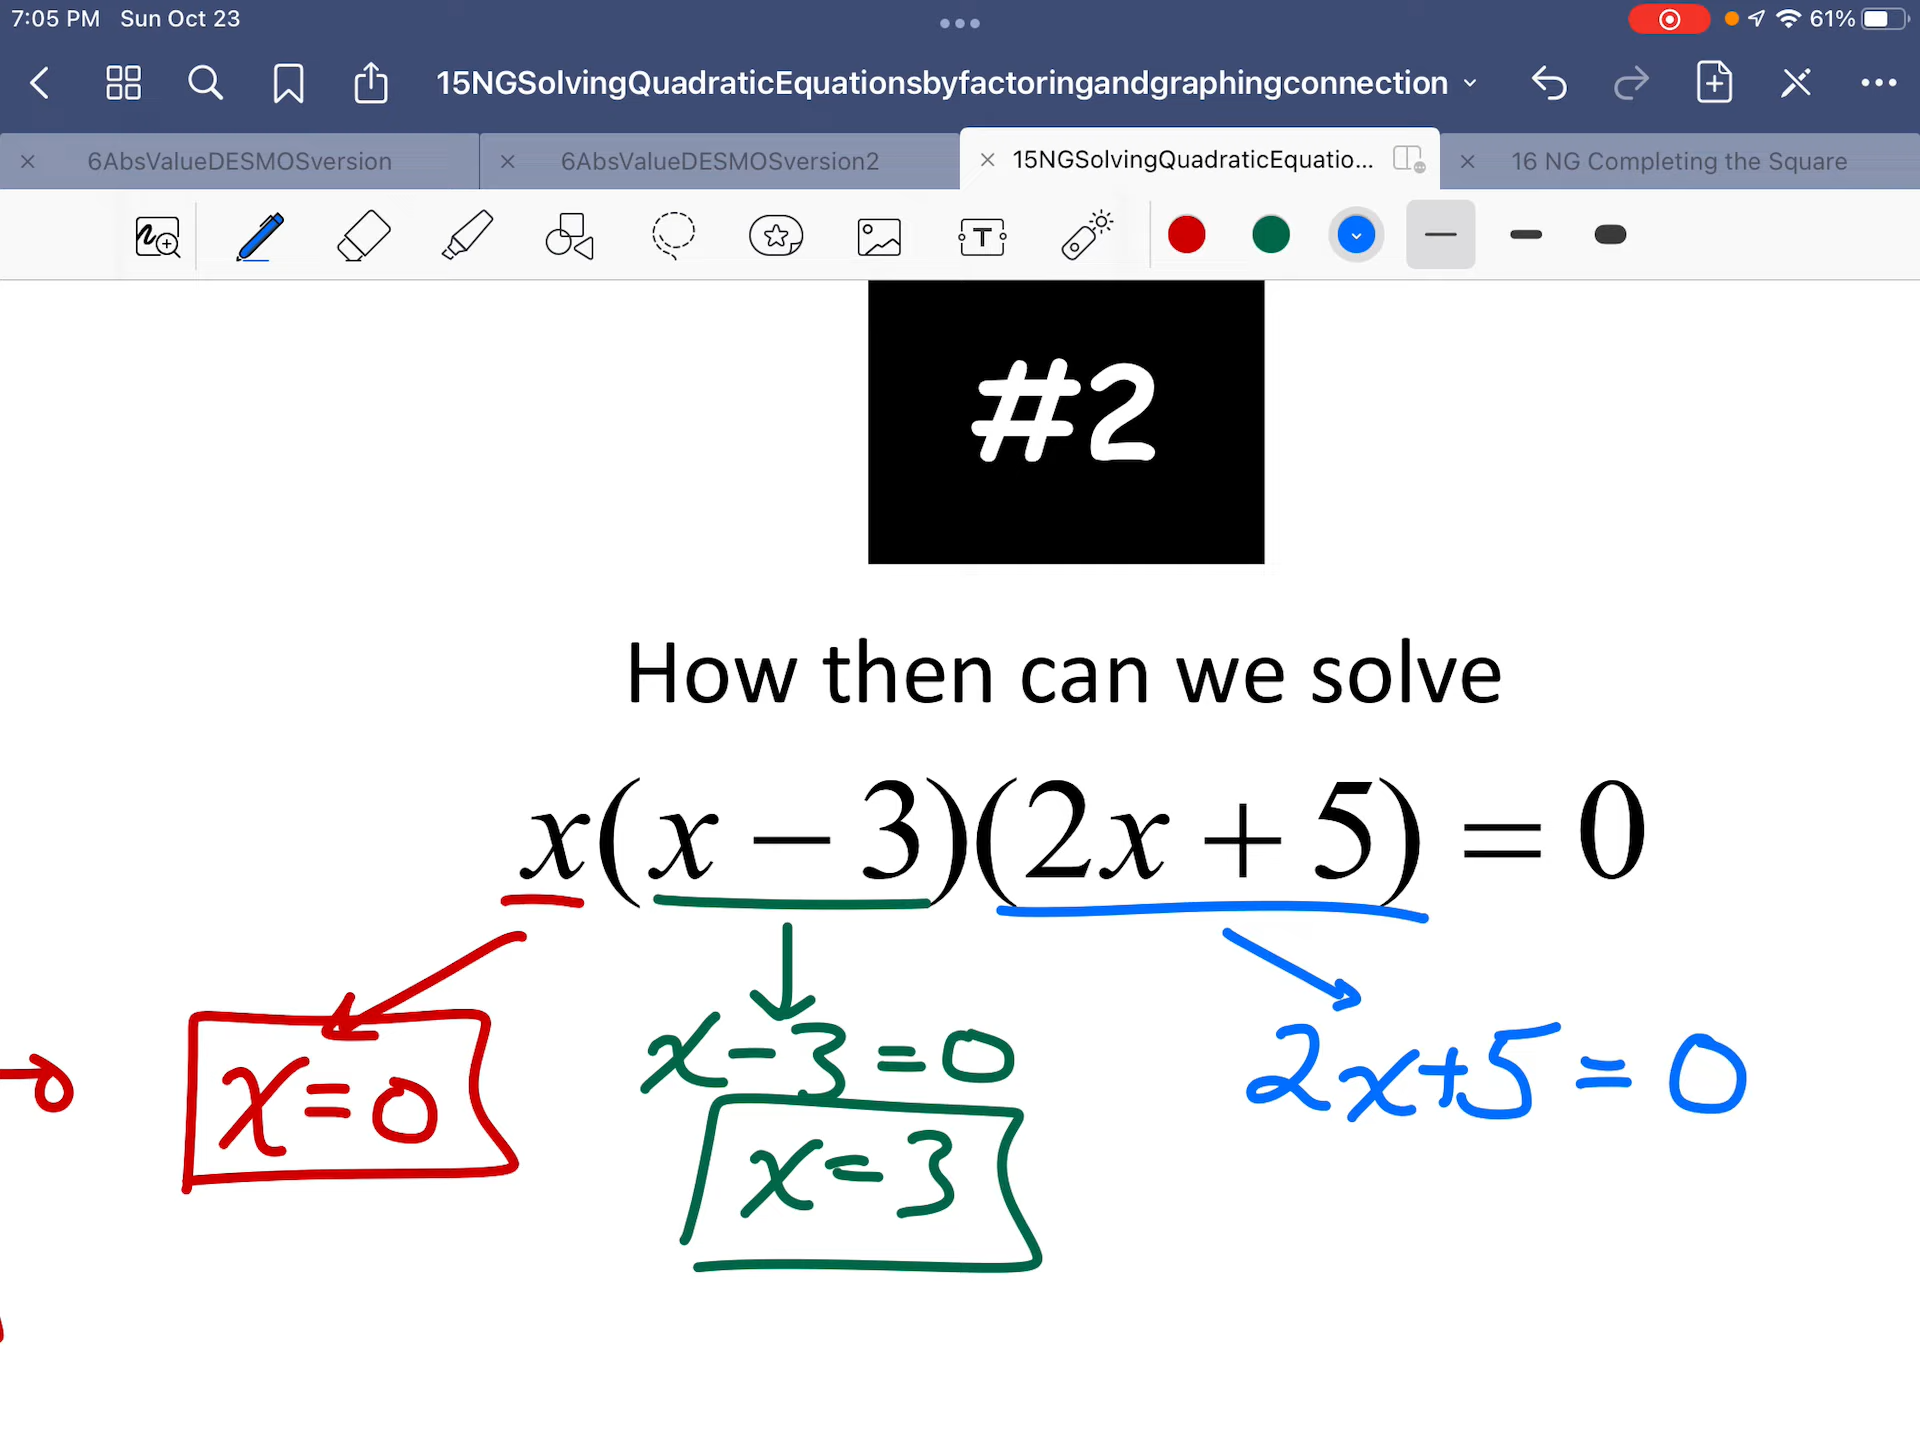 7:05 PM Sun Oct 23
61%
15NGSolvingQuadraticEquationsbyfactoringandgraphingconnection
6AbsValueDESMOSversion
6AbsValueDESMOSversion2
15NGSolvingQuadraticEquatio...
16 NG Completing the Square
T
#2
How then can we solve
x(x − 3)(2x + 5) = 0
x=0
x-3=0
2x+5=0
x=3